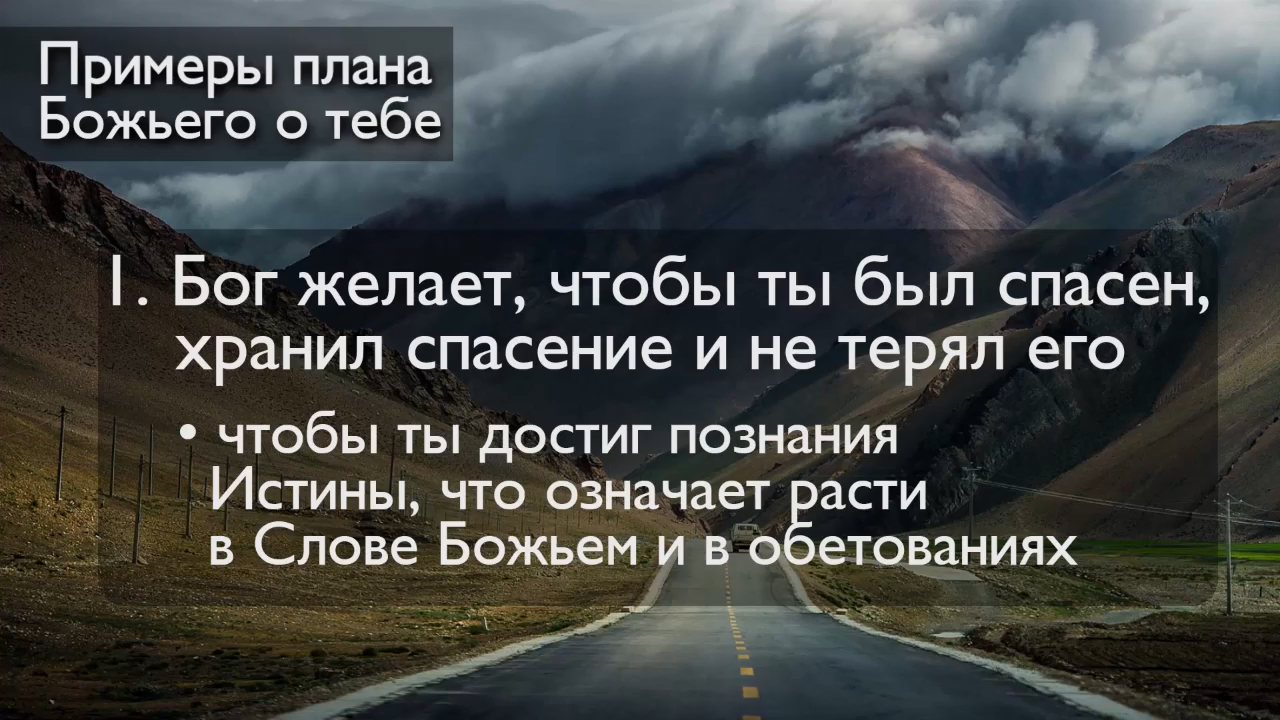 Примеры плана
Божьего о тебе
1. Бог желает, чтобы ты был спасен,
хранил спасение и не терял его
• чтобы ты достиг познания
Истины, что означает расти
в Слове Божьем и в обетованиях